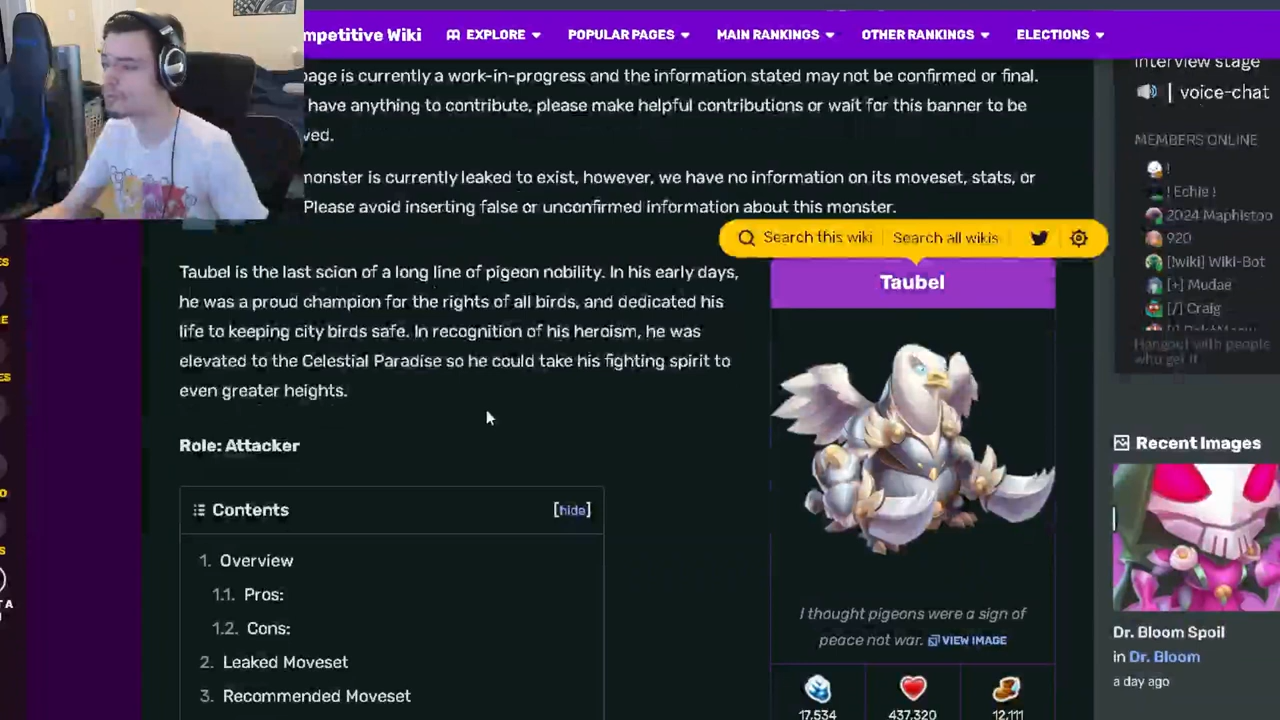 mpetitive Wiki EXPLORE POPULAR PAGES MAIN RANKINGS OTHER RANKINGS ELECTIONS
page is currently a work-in-progress and the information stated may not be confirmed or final.
have anything to contribute, please make helpful contributions or wait for this banner to be
ved.
monster is currently leaked to exist, however, we have no information on its moveset, stats, or
Please avoid inserting false or unconfirmed information about this monster.
Search this wiki Search all wikis
Taubel is the last scion of a long line of pigeon nobility. In his early days,
he was a proud champion for the rights of all birds, and dedicated his
life to keeping city birds safe. In recognition of his heroism, he was
elevated to the Celestial Paradise so he could take his fighting spirit to
even greater heights.
Role: Attacker
Contents [hide]
1. Overview
1.1. Pros:
1.2. Cons:
2. Leaked Moveset
3. Recommended Moveset
Taubel
I thought pigeons were a sign of
peace not war. VIEW IMAGE
17,534 437,320 12,111
interview stage
| voice-chat
MEMBERS ONLINE
!
! Echie !
2024 Maphistoo
920
[!wiki] Wiki-Bot
[+] Mudae
[/] Craig
Hangout with people
who get it
Recent Images
Dr. Bloom Spoil
in Dr. Bloom
a day ago